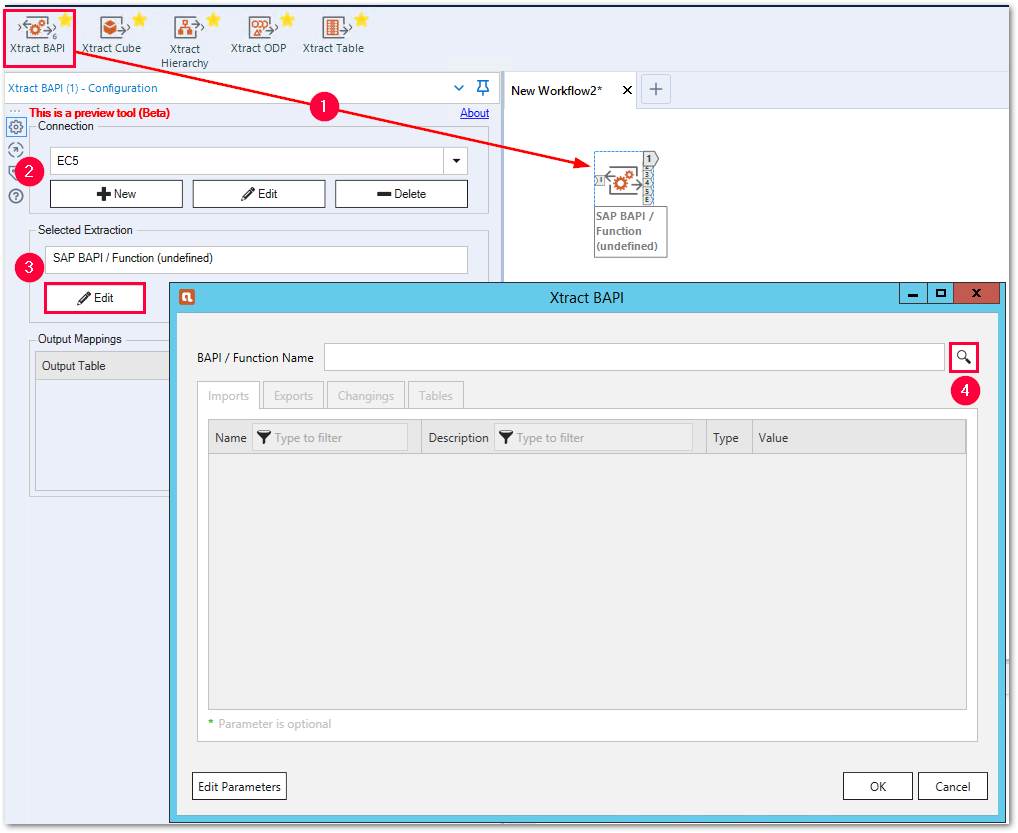 Xtract BAPI
Xtract Cube
Xtract
Hierarchy
Xtract ODP
Xtract Table
6
1
Xtract BAPI (1) - Configuration
New Workflow2*
This is a preview tool (Beta)
About
Connection
2
EC5
New
Edit
Delete
1
SAP BAPI /
Function
(undefined)
Selected Extraction
3
SAP BAPI / Function (undefined)
Edit
Output Mappings
Output Table
Xtract BAPI
BAPI / Function Name
4
Imports
Exports
Changings
Tables
Name
Type to filter
Description
Type to filter
Type
Value
* Parameter is optional
Edit Parameters
OK
Cancel